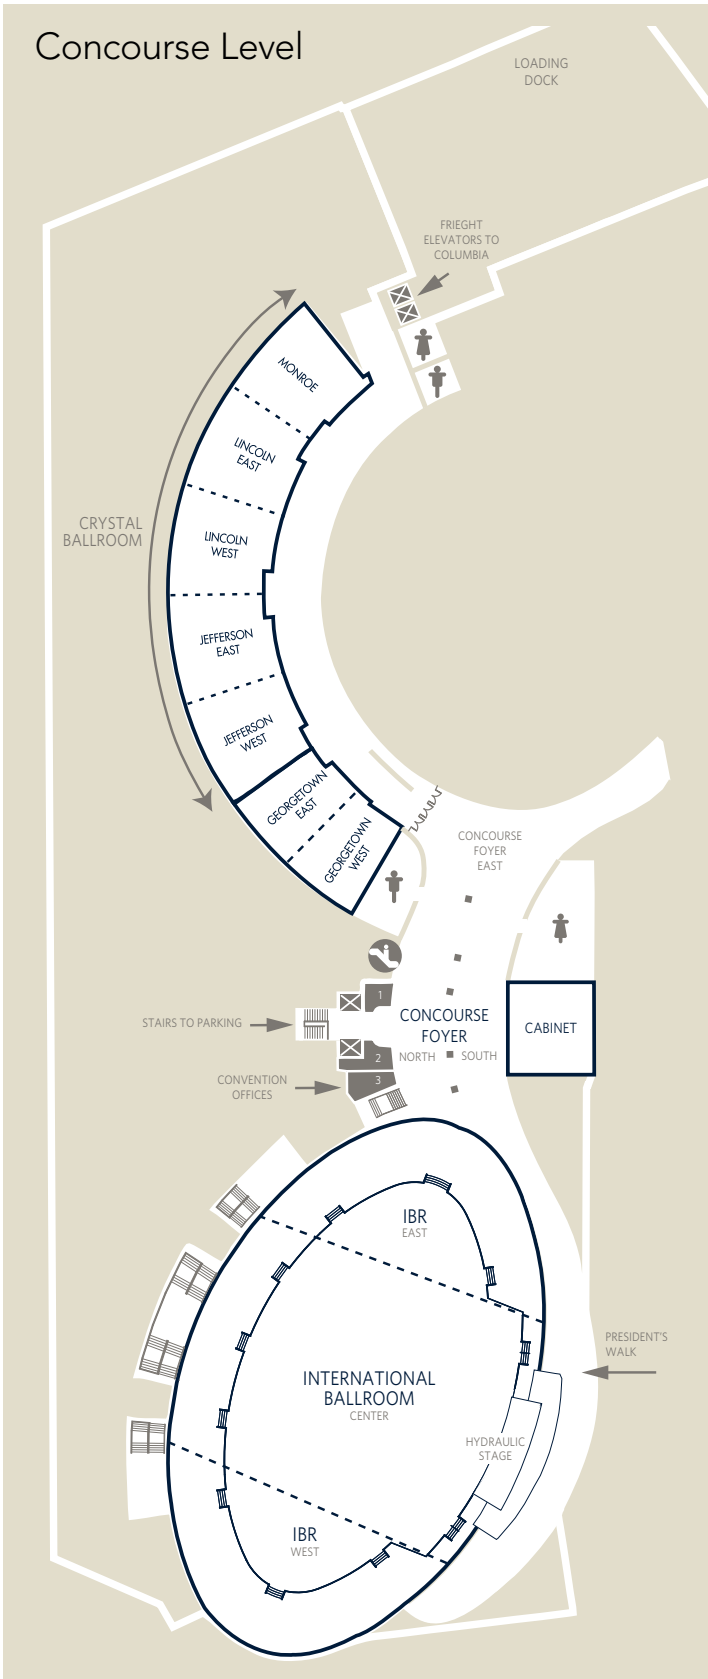 Concourse Level
LOADING
DOCK
FRIEGHT
ELEVATORS TO
COLUMBIA
MONROE
LINCOLN
EAST
CRYSTAL
BALLROOM
LINCOLN
WEST
JEFFERSON
EAST
JEFFERSON
WEST
GEORGETOWN
EAST
GEORGETOWN
WEST
CONCOURSE
FOYER
EAST
1
STAIRS TO PARKING
CONCOURSE
FOYER
NORTH
SOUTH
CABINET
2
3
CONVENTION
OFFICES
IBR
EAST
PRESIDENT'S
WALK
INTERNATIONAL
BALLROOM
CENTER
HYDRAULIC
STAGE
IBR
WEST